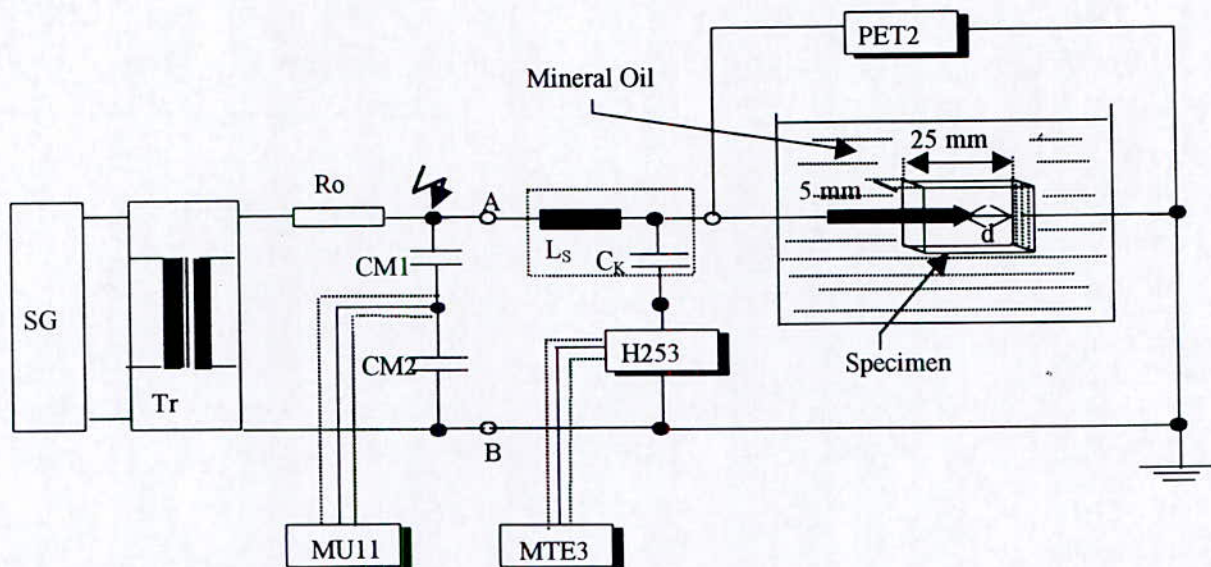 PET2
Mineral Oil
25 mm
5 mm
Ro
A
d
L_S
CM1
C_K
SG
H253
CM2
Specimen
Tr
B
MU11
MTE3